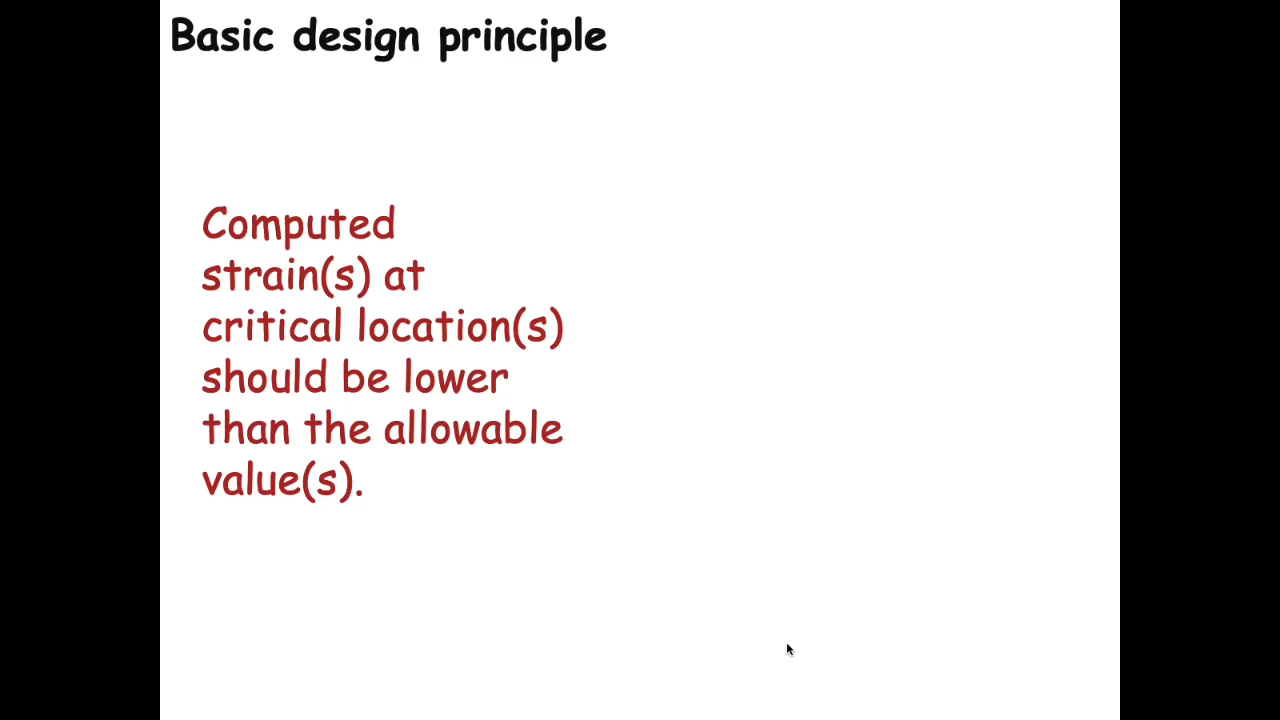 Basic design principle
Computed
strain(s) at
critical location(s)
should be lower
than the allowable
value(s).